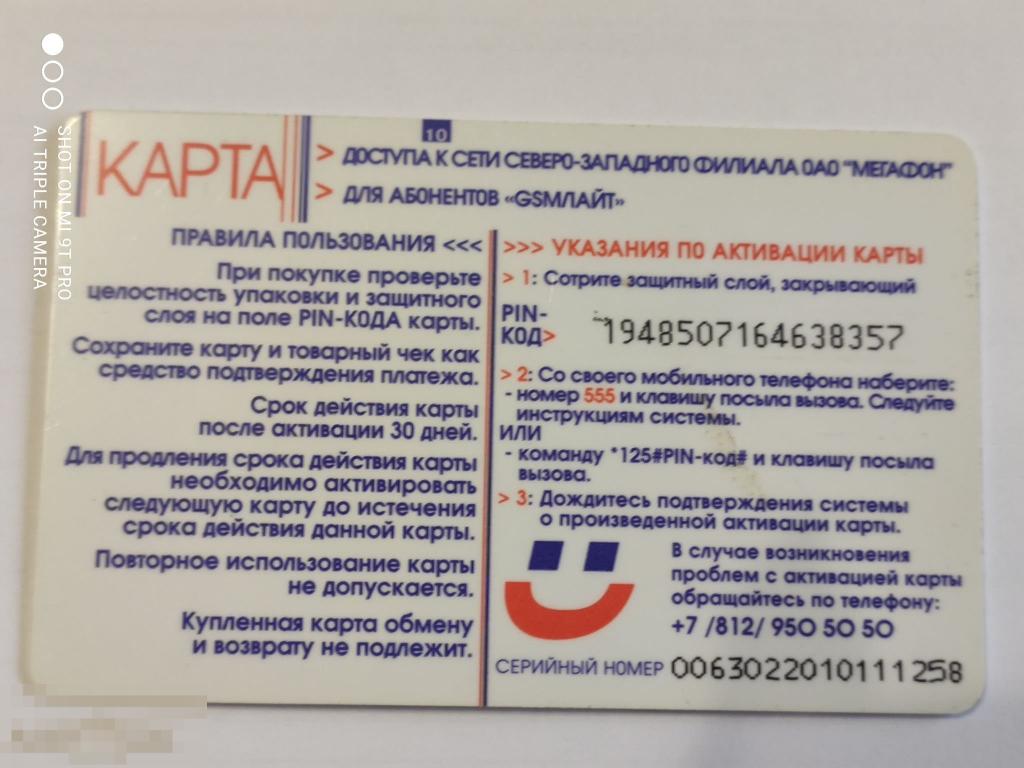 SHOT ON MI 9T PRO
AI TRIPLE CAMERA
10
КАРТА
> ДОСТУПА К СЕТИ СЕВЕРО-ЗАПАДНОГО ФИЛИАЛА ОАО "МЕГАФОН"
> ДЛЯ АБОНЕНТОВ «GSMЛАЙТ»
ПРАВИЛА ПОЛЬЗОВАНИЯ <<<
При покупке проверьте
целостность упаковки и защитного
слоя на поле PIN-КОДА карты.
Сохраните карту и товарный чек как
средство подтверждения платежа.
Срок действия карты
после активации 30 дней.
Для продления срока действия карты
необходимо активировать
следующую карту до истечения
срока действия данной карты.
Повторное использование карты
не допускается.
Купленная карта обмену
и возврату не подлежит.
>>> УКАЗАНИЯ ПО АКТИВАЦИИ КАРТЫ
> 1: Сотрите защитный слой, закрывающий
PIN-
КОД> 1948507164638357
> 2: Со своего мобильного телефона наберите:
- номер 555 и клавишу посыла вызова. Следуйте
инструкциям системы.
ИЛИ
- команду *125#PIN-код# и клавишу посыла
вызова.
> 3: Дождитесь подтверждения системы
о произведенной активации карты.
В случае возникновения
проблем с активацией карты
обращайтесь по телефону:
+7 /812/ 950 50 50
СЕРИЙНЫЙ НОМЕР 0063022010111258